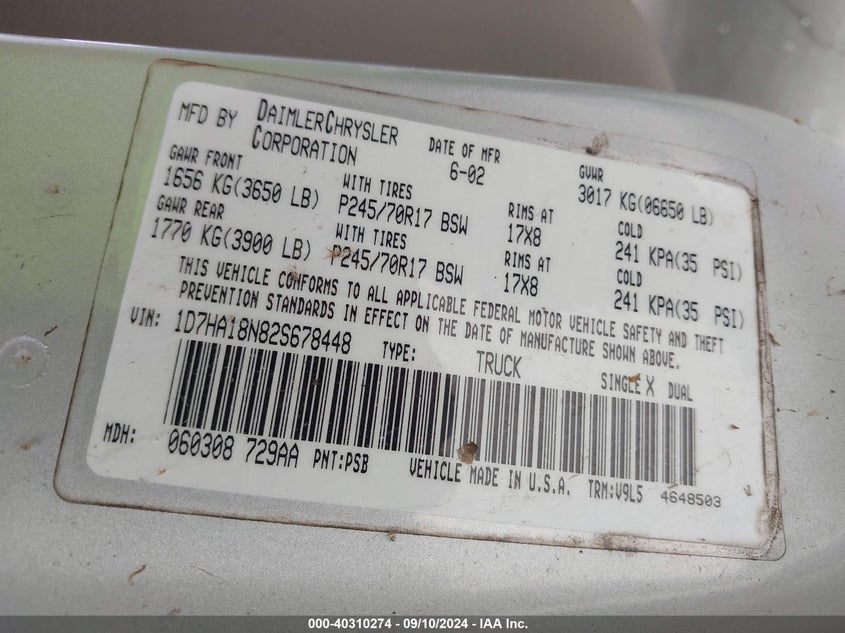 MFD BY DAIMLERCHRYSLER CORPORATION DATE OF MFR 6-02 GVWR 3017 KG(06650 LB)
GAWR FRONT WITH TIRES RIMS AT COLD
1656 KG(3650 LB) P245/70R17 BSW 17X8 241 KPA(35 PSI)
GAWR REAR WITH TIRES RIMS AT COLD
1770 KG(3900 LB) P245/70R17 BSW 17X8 241 KPA(35 PSI)
THIS VEHICLE CONFORMS TO ALL APPLICABLE FEDERAL MOTOR VEHICLE SAFETY AND THEFT
PREVENTION STANDARDS IN EFFECT ON THE DATE OF MANUFACTURE SHOWN ABOVE.
VIN: 1D7HA18N82S678448 TYPE: TRUCK SINGLE X DUAL
MDH: 060308 729AA PNT:PSB VEHICLE MADE IN U.S.A. TRM:V9L5 4648503
000-40310274 - 09/10/2024 - IAA Inc.